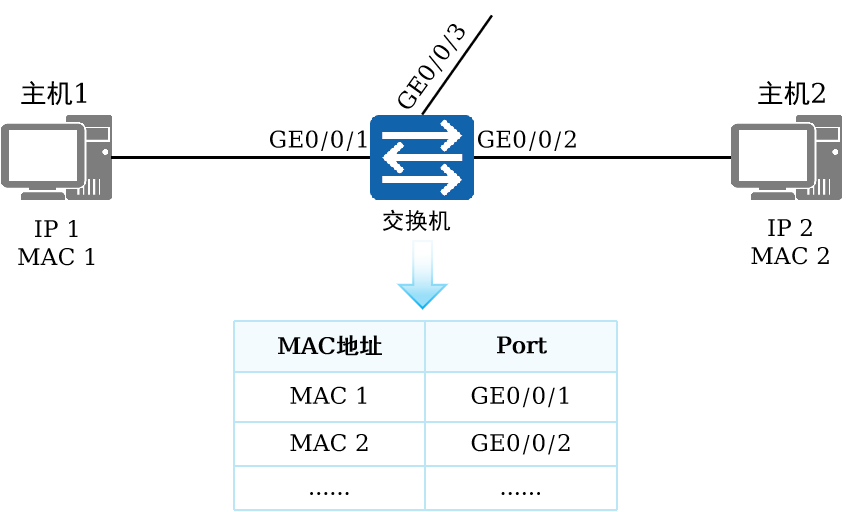 GE0/0/3
主机1
主机2
GE0/0/1
GE0/0/2
交换机
IP 1
MAC 1
IP 2
MAC 2
MAC地址 Port
MAC 1 GE0/0/1
MAC 2 GE0/0/2
...... ......